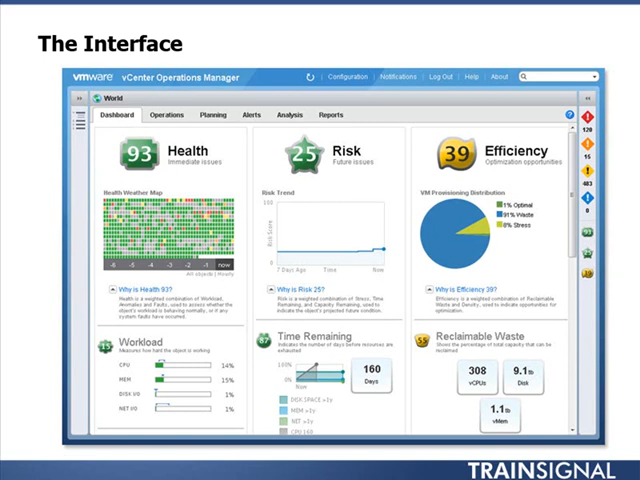 The Interface
vmware vCenter Operations Manager
Configuration Notifications Log Out Help About
World
Dashboard Operations Planning Alerts Analysis Reports
93 Health
Immediate issues
25 Risk
Future issues
39 Efficiency
Optimization opportunities
120
15
483
0
93
39
Health Weather Map
-6 -5 -4 -3 -2 -1 now
All objects | Hourly
Risk Trend
100
Risk Score
0
7 Days Ago Time Now
VM Provisioning Distribution
1% Optimal
91% Waste
8% Stress
Why is Health 93?
Health is a weighted combination of Workload,
Anomalies and Faults, used to assess whether the
object's workload is behaving normally, or if any
system faults have occurred.
Why is Risk 25?
Risk is a weighted combination of Stress, Time
Remaining, and Capacity Remaining, used to
indicate the object's projected future condition.
Why is Efficiency 39?
Efficiency is a weighted combination of Reclaimable
Waste and Density, used to indicate opportunities for
optimization.
15 Workload
Measures how hard the object is working
CPU 14%
MEM 15%
DISK I/O 1%
NET I/O 1%
87 Time Remaining
Indicates the number of days before resources are
exhausted
100%
0%
Now
160
Days
DISK SPACE >1y
MEM >1y
NET >1y
CPU 160
55 Reclaimable Waste
Shows the percentage of total capacity that can be
reclaimed
308
vCPUs
9.1tb
Disk
1.1tb
vMem
TRAINSIGNAL